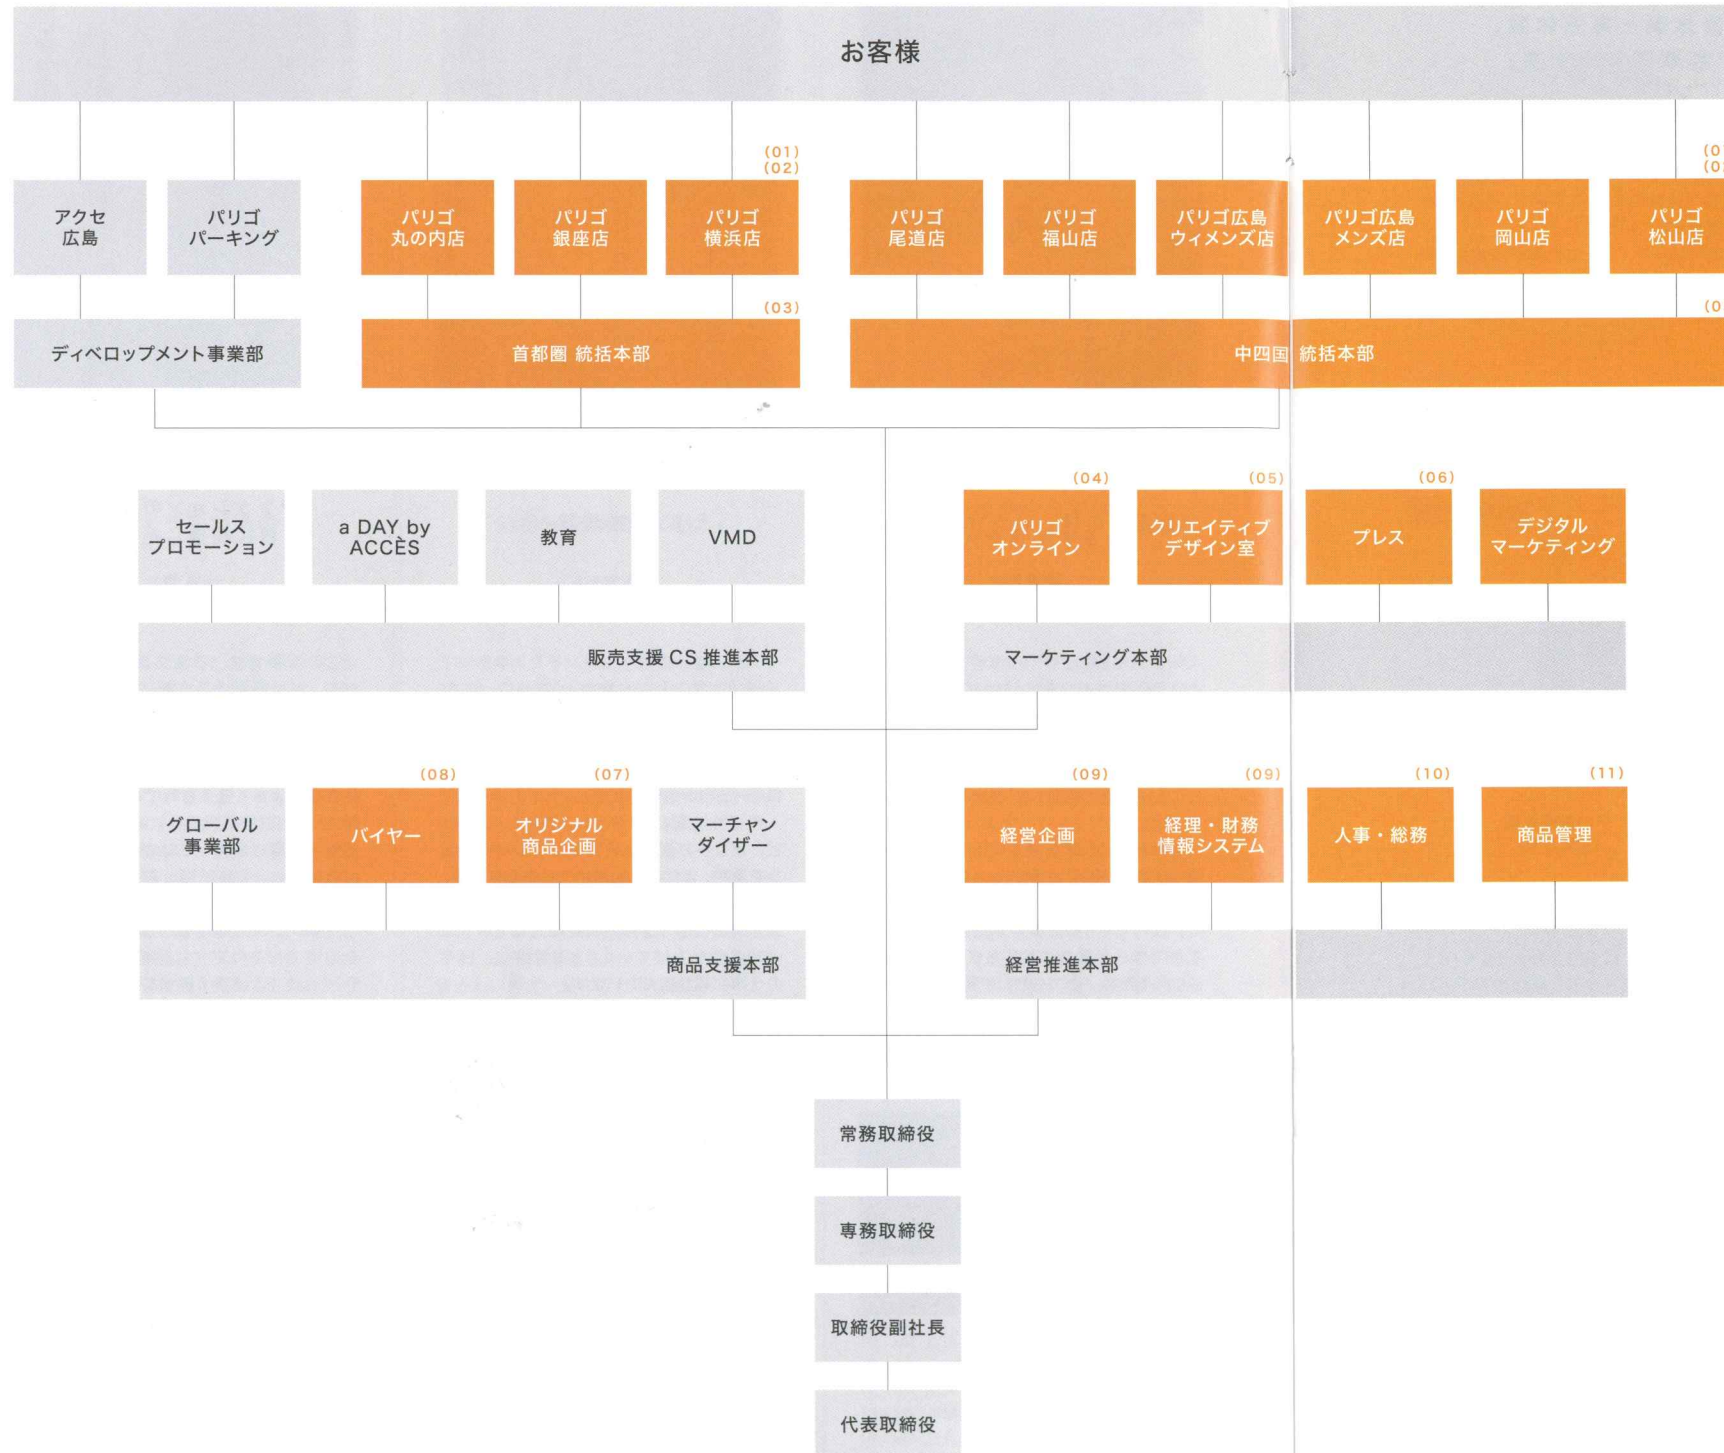 お客様
(01)
(02)
アクセ
広島
パリゴ
パーキング
パリゴ
丸の内店
パリゴ
銀座店
パリゴ
横浜店
パリゴ
尾道店
パリゴ
福山店
パリゴ広島
ウィメンズ店
パリゴ広島
メンズ店
パリゴ
岡山店
パリゴ
松山店
(03)
ディベロップメント事業部
首都圏 統括本部
中四国 統括本部
(04)
(05)
(06)
セールス
プロモーション
a DAY by
ACCÈS
教育
VMD
パリゴ
オンライン
クリエイティブ
デザイン室
プレス
デジタル
マーケティング
販売支援 CS 推進本部
マーケティング本部
(08)
(07)
(09)
(09)
(10)
(11)
グローバル
事業部
バイヤー
オリジナル
商品企画
マーチャン
ダイザー
経営企画
経理・財務
情報システム
人事・総務
商品管理
商品支援本部
経営推進本部
常務取締役
専務取締役
取締役副社長
代表取締役